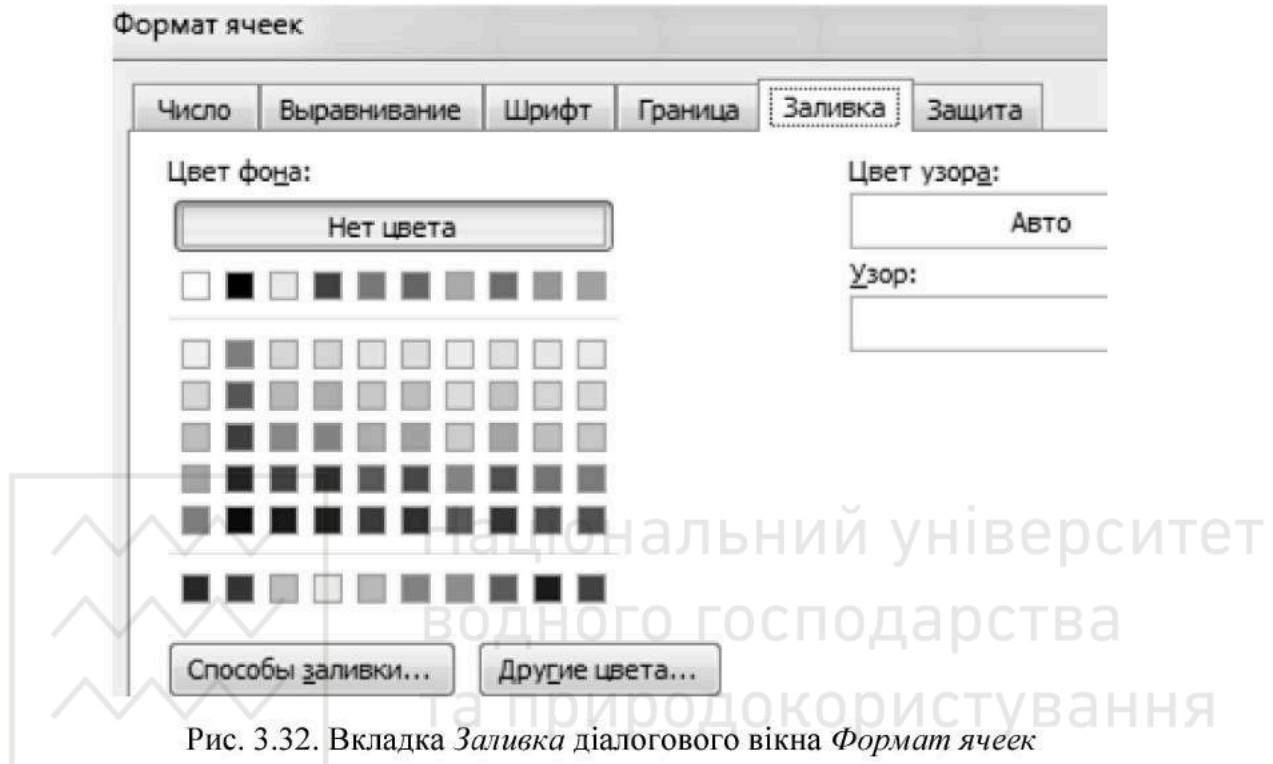 Формат ячеек
Число Выравнивание Шрифт Граница Заливка Защита
Цвет фона:
Нет цвета
Цвет узора:
Авто
Узор:
Способы заливки... Другие цвета...
Національний університет
водного господарства
та природокористування
Рис. 3.32. Вкладка Заливка діалогового вікна Формат ячеек